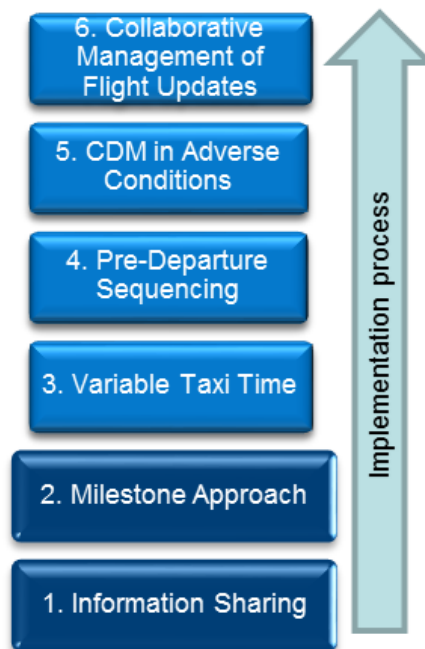 6. Collaborative
Management of
Flight Updates
5. CDM in Adverse
Conditions
4. Pre-Departure
Sequencing
3. Variable Taxi Time
2. Milestone Approach
1. Information Sharing
Implementation process